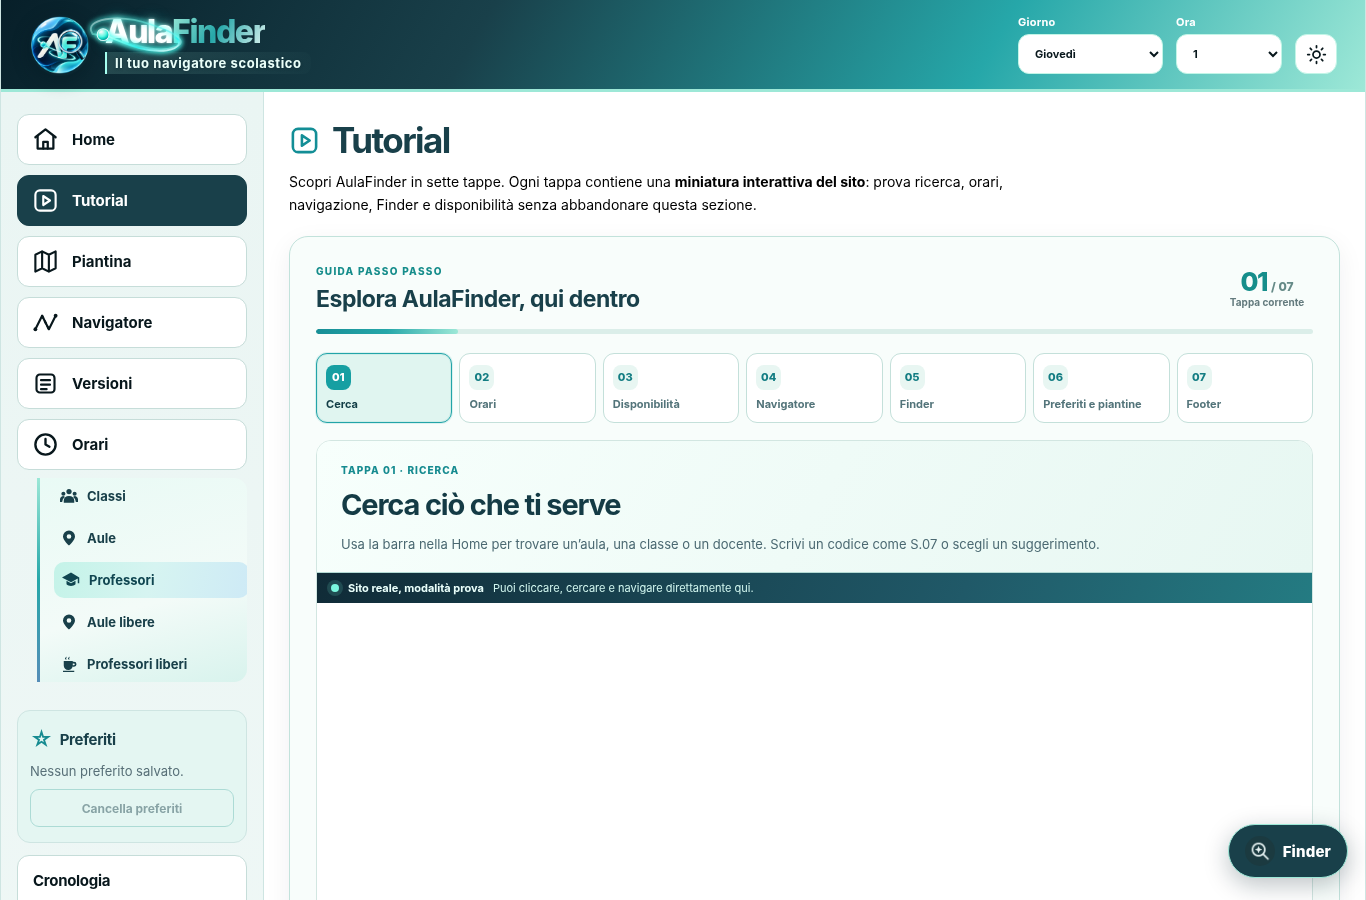 AF
AulaFinder
Il tuo navigatore scolastico
Giorno
Giovedì
Ora
1
Home
Tutorial
Piantina
Navigatore
Versioni
Orari
Classi
Aule
Professori
Aule libere
Professori liberi
Preferiti
Nessun preferito salvato.
Cancella preferiti
Cronologia
Tutorial
Scopri AulaFinder in sette tappe. Ogni tappa contiene una miniatura interattiva del sito: prova ricerca, orari,
navigazione, Finder e disponibilità senza abbandonare questa sezione.
GUIDA PASSO PASSO
Esplora AulaFinder, qui dentro
01 / 07
Tappa corrente
01
Cerca
02
Orari
03
Disponibilità
04
Navigatore
05
Finder
06
Preferiti e piantine
07
Footer
TAPPA 01 · RICERCA
Cerca ciò che ti serve
Usa la barra nella Home per trovare un’aula, una classe o un docente. Scrivi un codice come S.07 o scegli un suggerimento.
Sito reale, modalità prova Puoi cliccare, cercare e navigare direttamente qui.
Finder